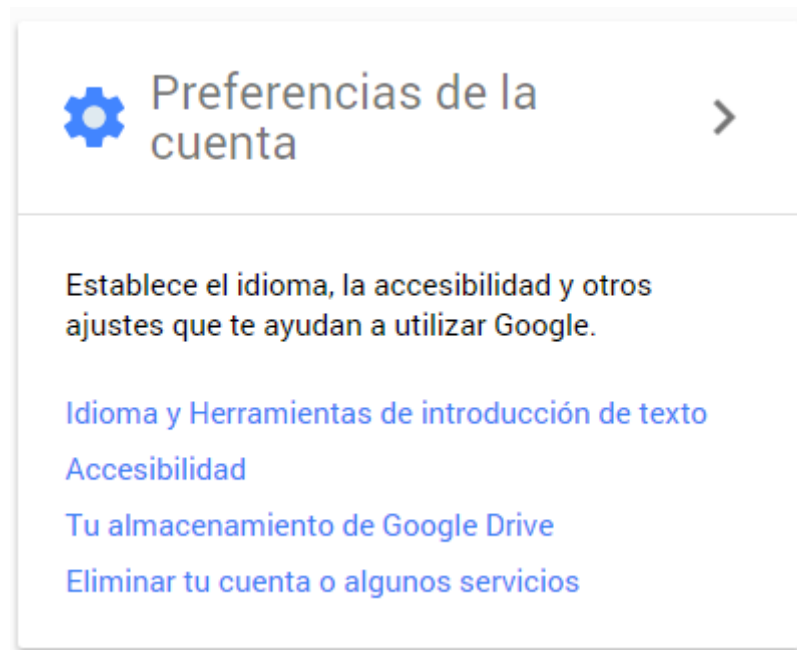 Preferencias de la
cuenta
Establece el idioma, la accesibilidad y otros
ajustes que te ayudan a utilizar Google.
Idioma y Herramientas de introducción de texto
Accesibilidad
Tu almacenamiento de Google Drive
Eliminar tu cuenta o algunos servicios